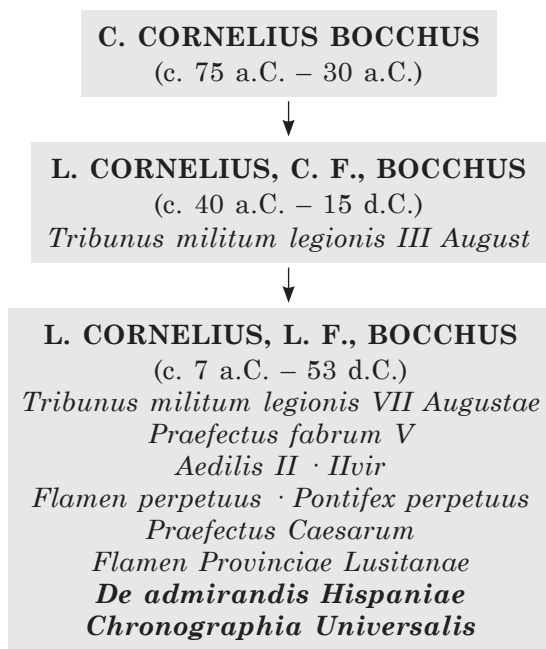 C. CORNELIUS BOCCHUS
(c. 75 a.C. – 30 a.C.)
L. CORNELIUS, C. F., BOCCHUS
(c. 40 a.C. – 15 d.C.)
Tribunus militum legionis III August
L. CORNELIUS, L. F., BOCCHUS
(c. 7 a.C. – 53 d.C.)
Tribunus militum legionis VII Augustae
Praefectus fabrum V
Aedilis II · IIvir
Flamen perpetuus · Pontifex perpetuus
Praefectus Caesarum
Flamen Provinciae Lusitanae
De admirandis Hispaniae
Chronographia Universalis